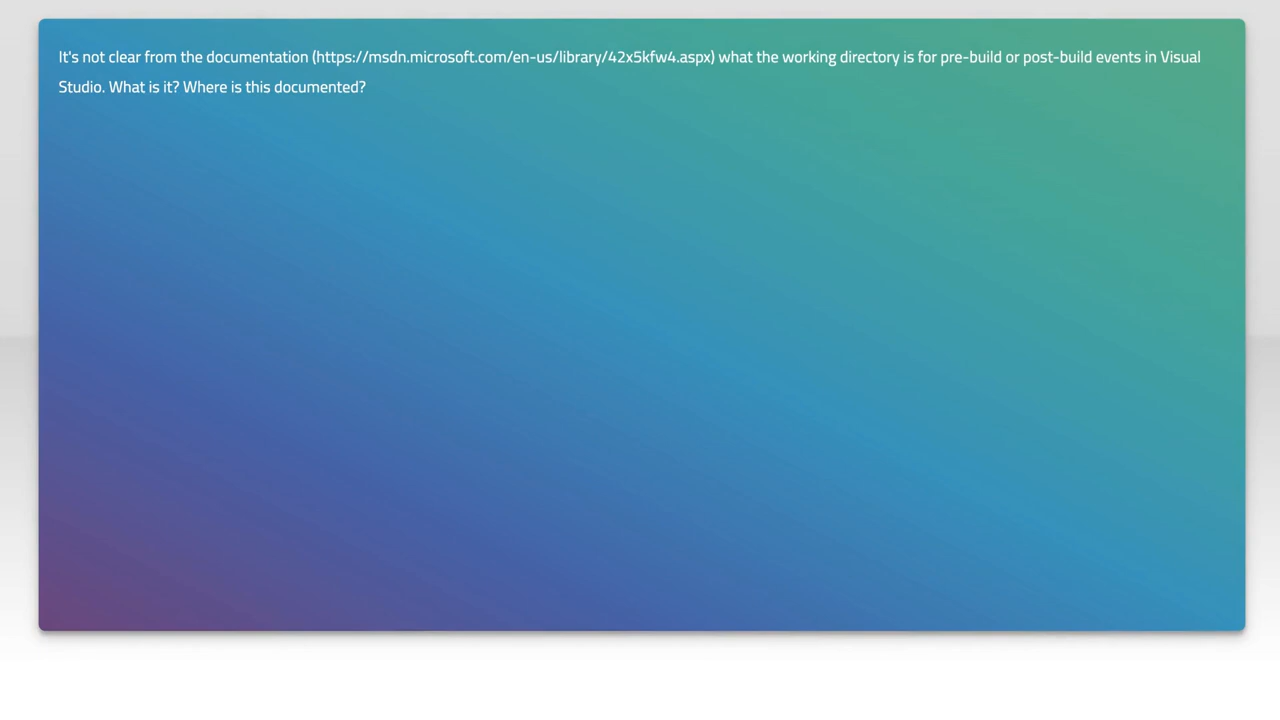 It's not clear from the documentation (https://msdn.microsoft.com/en-us/library/42x5kfw4.aspx) what the working directory is for pre-build or post-build events in Visual
Studio. What is it? Where is this documented?